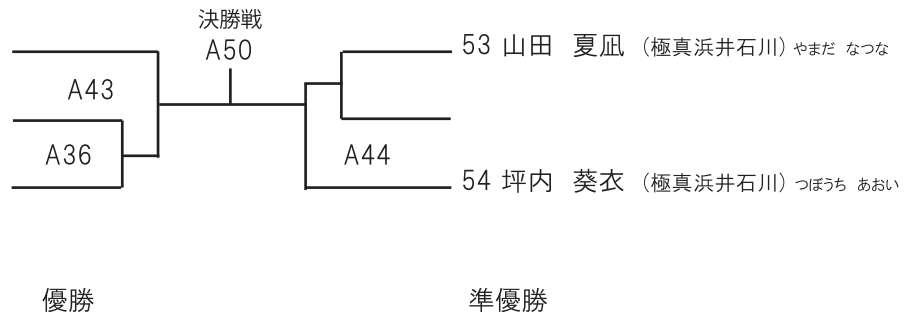 決勝戦
A50
53 山田　夏凪　（極真浜井石川）やまだ　なつな
A43
A36
A44
54 坪内　葵衣　（極真浜井石川）つぼうち　あおい
優勝
準優勝